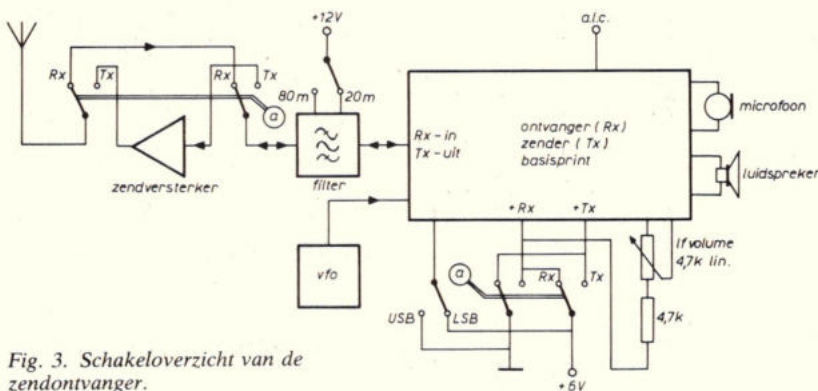 a.l.c.
+12V
Rx
Tx
Rx
Tx
a
80m
20m
Rx-in
Tx-uit
ontvanger (Rx)
zender (Tx)
basisprint
microfoon
luidspreker
zendversterker
filter
+Rx
+Tx
vfo
a
Rx
Tx
lf volume
4,7k lin.
4,7k
USB
LSB
+6V
Fig. 3. Schakeloverzicht van de
zendontvanger.